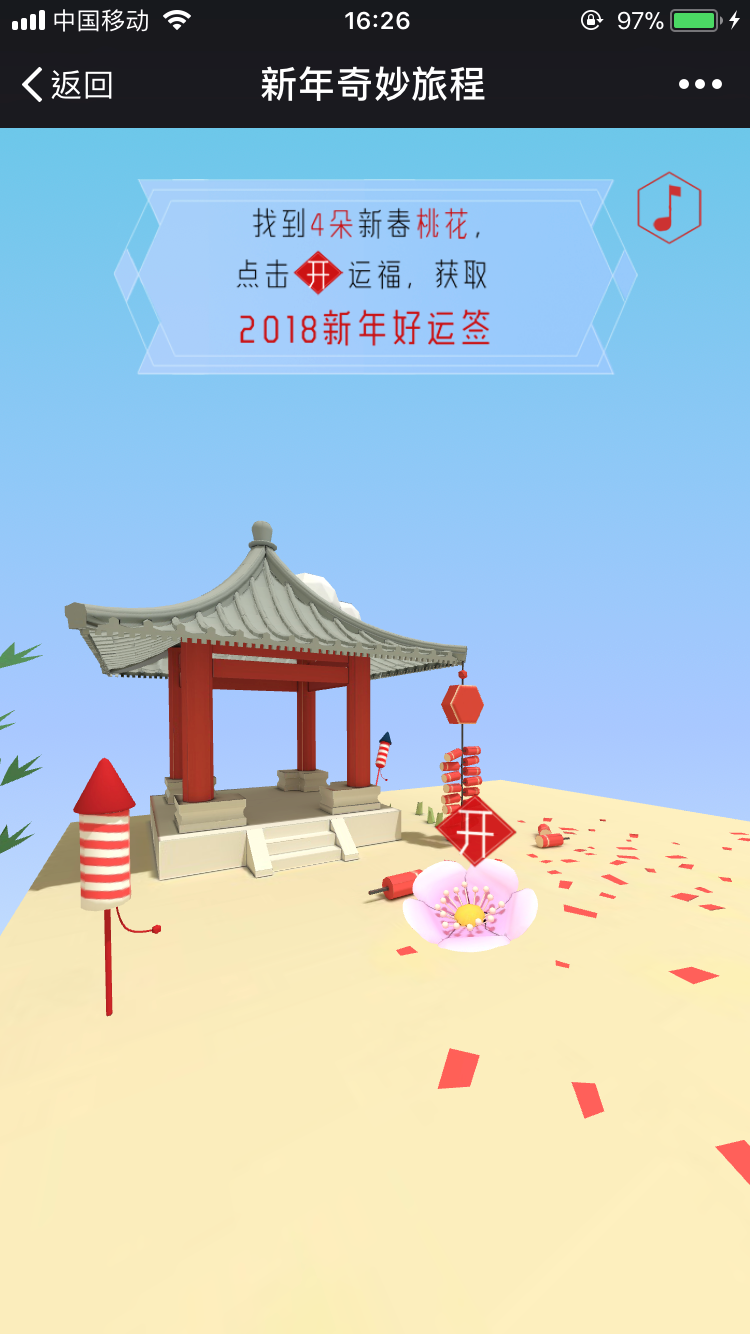 中国移动
16:26
97%
返回
新年奇妙旅程
找到4朵新春桃花,
点击开运福, 获取
2018新年好运签
开